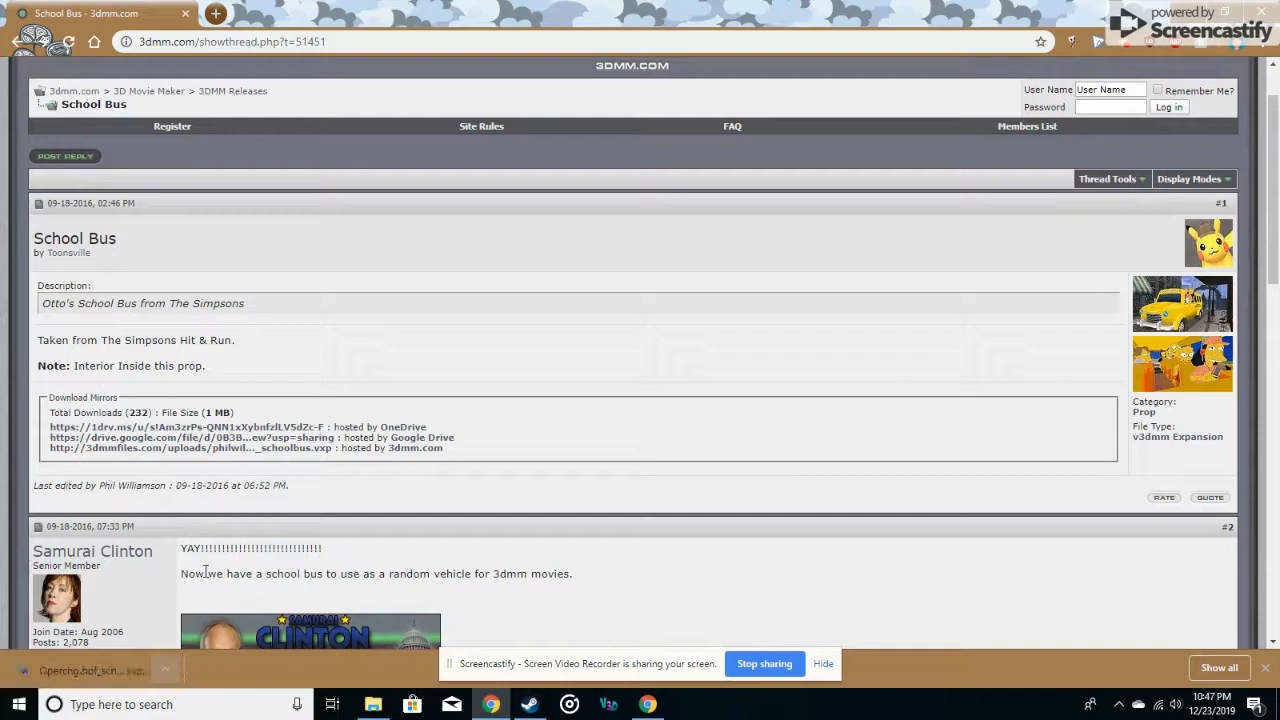 School Bus - 3dmm.com
powered by
Screencastify
3dmm.com/showthread.php?t=51451
3DMM.COM
3dmm.com > 3D Movie Maker > 3DMM Releases
School Bus
User Name User Name Remember Me?
Password Log in
Register Site Rules FAQ Members List
POST REPLY
Thread Tools Display Modes
09-18-2016, 02:46 PM #1
School Bus
by Toonsville
Description:
Otto's School Bus from The Simpsons
Taken from The Simpsons Hit & Run.
Note: Interior Inside this prop.
Download Mirrors
Total Downloads (232) : File Size (1 MB)
https://1drv.ms/u/s!Am3zrPs-QNN1xXybnfzlLV5dZc-F : hosted by OneDrive
https://drive.google.com/file/d/0B3B...ew?usp=sharing : hosted by Google Drive
http://3dmmfiles.com/uploads/philwil..._schoolbus.vxp : hosted by 3dmm.com
Category:
Prop
File Type:
v3dmm Expansion
Last edited by Phil Williamson : 09-18-2016 at 06:52 PM.
RATE QUOTE
09-18-2016, 07:33 PM #2
Samurai Clinton
Senior Member
Join Date: Aug 2006
Posts: 2,078
YAY!!!!!!!!!!!!!!!!!!!!!!!!!!!!!
Now we have a school bus to use as a random vehicle for 3dmm movies.
SAMURAI
CLINTON
Screencastify - Screen Video Recorder is sharing your screen. Stop sharing Hide
Show all
Type here to search
V3D
10:47 PM
12/23/2019